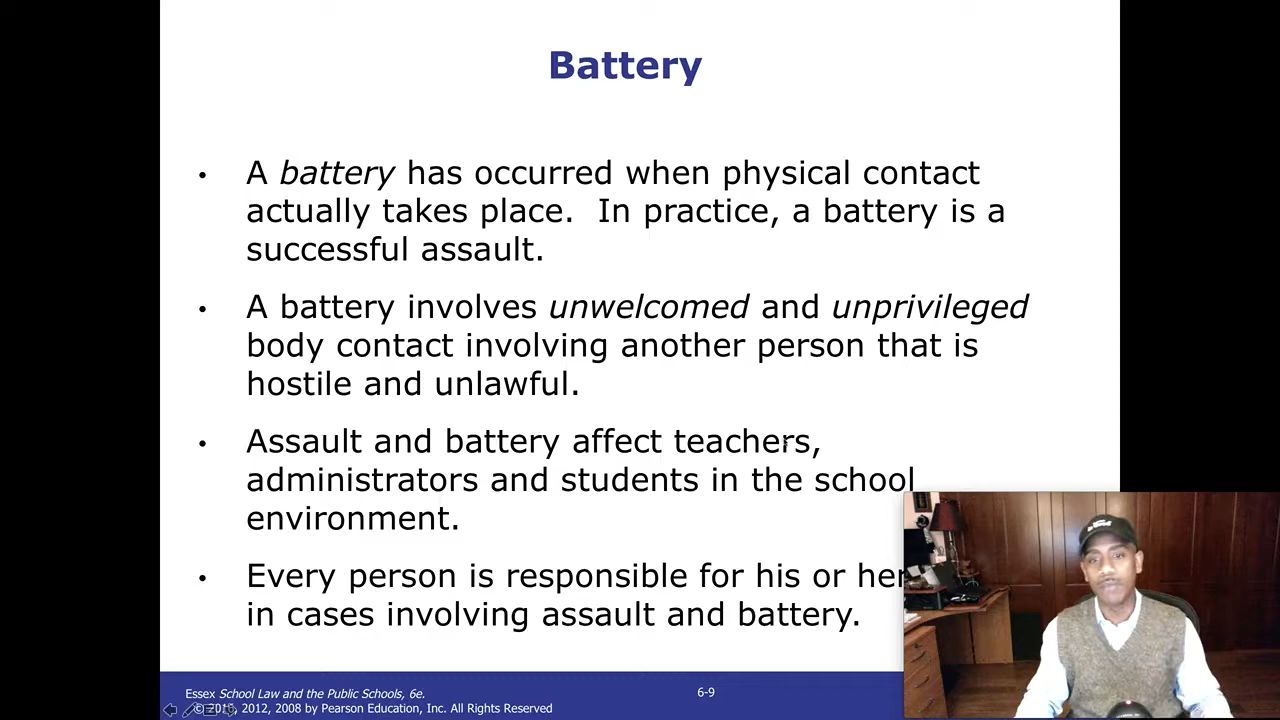 Battery
• A battery has occurred when physical contact
actually takes place. In practice, a battery is a
successful assault.
• A battery involves unwelcomed and unprivileged
body contact involving another person that is
hostile and unlawful.
• Assault and battery affect teachers,
administrators and students in the school
environment.
• Every person is responsible for his or her
in cases involving assault and battery.
Essex School Law and the Public Schools, 6e.
6-9
2012, 2008 by Pearson Education, Inc. All Rights Reserved